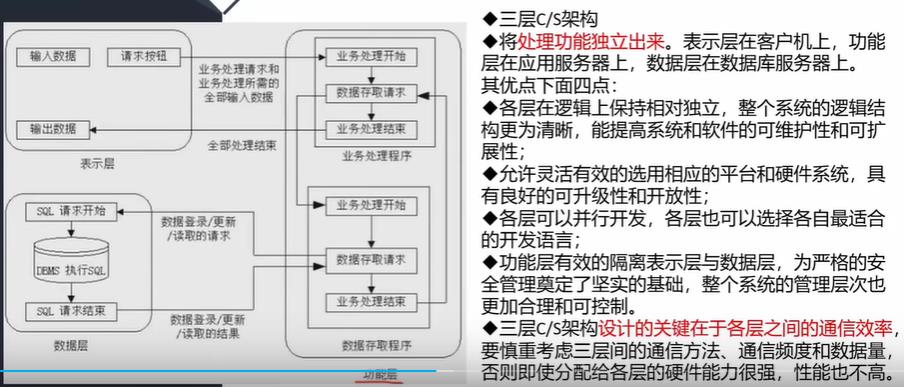 输入数据
请求按钮
业务处理请求和
业务处理所需的
全部输入数据
输出数据
全部处理结束
表示层
业务处理开始
数据存取请求
业务处理结束
业务处理程序
SQL 请求开始
DBMS 执行SQL
SQL 请求结束
数据层
数据登录/更新
/读取的请求
数据登录/更新
/读取的结果
业务处理开始
数据存取请求
业务处理结束
数据存取程序
功能层
◆三层C/S架构
◆将处理功能独立出来。表示层在客户机上，功能
层在应用服务器上，数据层在数据库服务器上。
其优点下面四点：
◆各层在逻辑上保持相对独立，整个系统的逻辑结
构更为清晰，能提高系统和软件的可维护性和可扩
展性；
◆允许灵活有效的选用相应的平台和硬件系统，具
有良好的可升级性和开放性；
◆各层可以并行开发，各层也可以选择各自最适合
的开发语言；
◆功能层有效的隔离表示层与数据层，为严格的安
全管理奠定了坚实的基础，整个系统的管理层次也
更加合理和可控制。
◆三层C/S架构设计的关键在于各层之间的通信效率，
要慎重考虑三层间的通信方法、通信频度和数据量，
否则即使分配给各层的硬件能力很强，性能也不高。